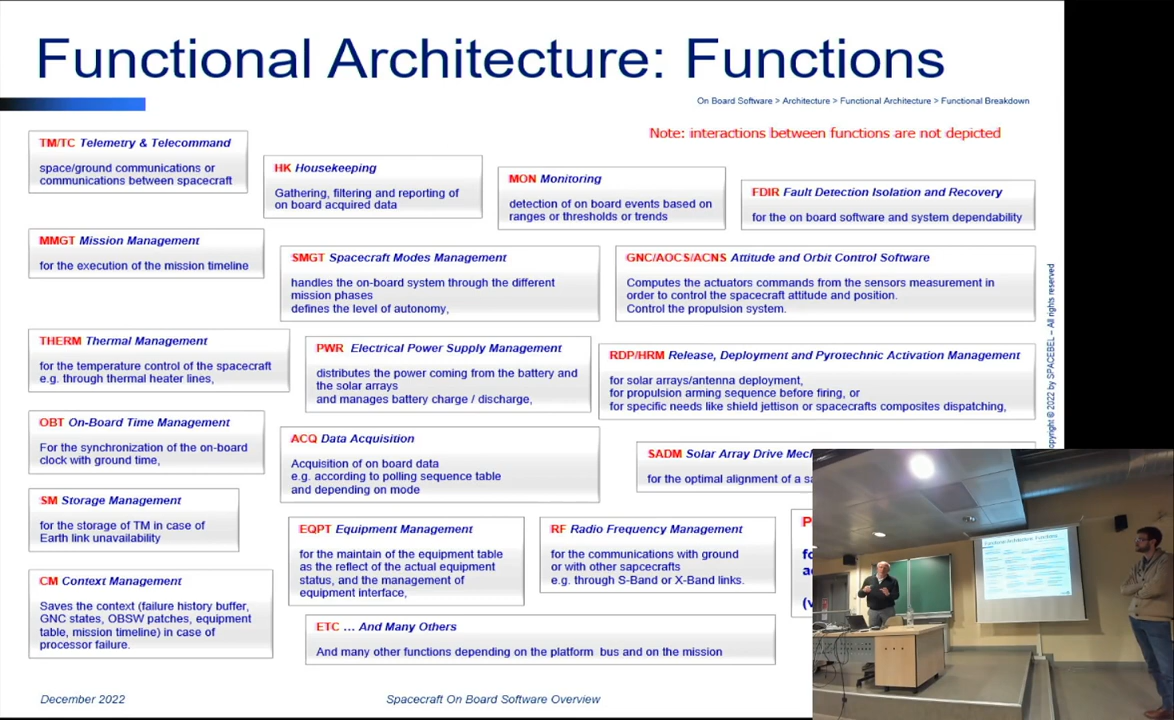 Functional Architecture: Functions
On Board Software > Architecture > Functional Architecture > Functional Breakdown
Note: interactions between functions are not depicted
TM/TC Telemetry & Telecommand
space/ground communications or
communications between spacecraft
HK Housekeeping
Gathering, filtering and reporting of
on board acquired data
MON Monitoring
detection of on board events based on
ranges or thresholds or trends
FDIR Fault Detection Isolation and Recovery
for the on board software and system dependability
MMGT Mission Management
for the execution of the mission timeline
SMGT Spacecraft Modes Management
handles the on-board system through the different
mission phases
defines the level of autonomy,
GNC/AOCS/ACNS Attitude and Orbit Control Software
Computes the actuators commands from the sensors measurement in
order to control the spacecraft attitude and position.
Control the propulsion system.
THERM Thermal Management
for the temperature control of the spacecraft
e.g. through thermal heater lines,
PWR Electrical Power Supply Management
distributes the power coming from the battery and
the solar arrays
and manages battery charge / discharge,
RDP/HRM Release, Deployment and Pyrotechnic Activation Management
for solar arrays/antenna deployment,
for propulsion arming sequence before firing, or
for specific needs like shield jettison or spacecrafts composites dispatching,
OBT On-Board Time Management
For the synchronization of the on-board
clock with ground time,
ACQ Data Acquisition
Acquisition of on board data
e.g. according to polling sequence table
and depending on mode
SADM Solar Array Drive
for the optimal alignment of a
SM Storage Management
for the storage of TM in case of
Earth link unavailability
EQPT Equipment Management
for the maintain of the equipment table
as the reflect of the actual equipment
status, and the management of
equipment interface,
RF Radio Frequency Management
for the communications with ground
or with other sapcecrafts
e.g. through S-Band or X-Band links.
CM Context Management
Saves the context (failure history buffer,
GNC states, OBSW patches, equipment
table, mission timeline) in case of
processor failure.
ETC … And Many Others
And many other functions depending on the platform bus and on the mission
© 2022 by SPACEBEL – All rights reserved
December 2022
Spacecraft On Board Software Overview
Functional Architecture: Functions